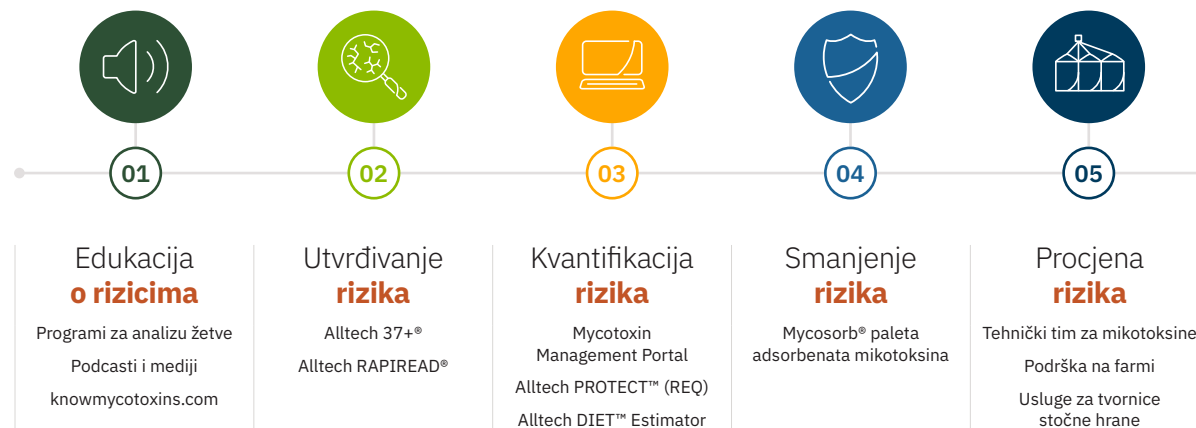 01
02
03
04
05
Edukacija
o rizicima
Programi za analizu žetve
Podcasti i mediji
knowmycotoxins.com
Utvrđivanje
rizika
Alltech 37+®
Alltech RAPIREAD®
Kvantifikacija
rizika
Mycotoxin
Management Portal
Alltech PROTECT™ (REQ)
Alltech DIET™ Estimator
Smanjenje
rizika
Mycosorb® paleta
adsorbenata mikotoksina
Procjena
rizika
Tehnički tim za mikotoksine
Podrška na farmi
Usluge za tvornice
stočne hrane